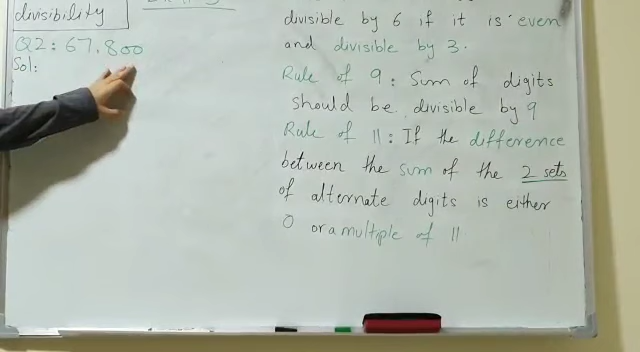 divisibility
Q2: 67,800
Sol:
divisible by 6 if it is even
and divisible by 3.
Rule of 9: Sum of digits
should be divisible by 9
Rule of 11: If the difference
between the sum of the 2 sets
of alternate digits is either
0 or a multiple of 11